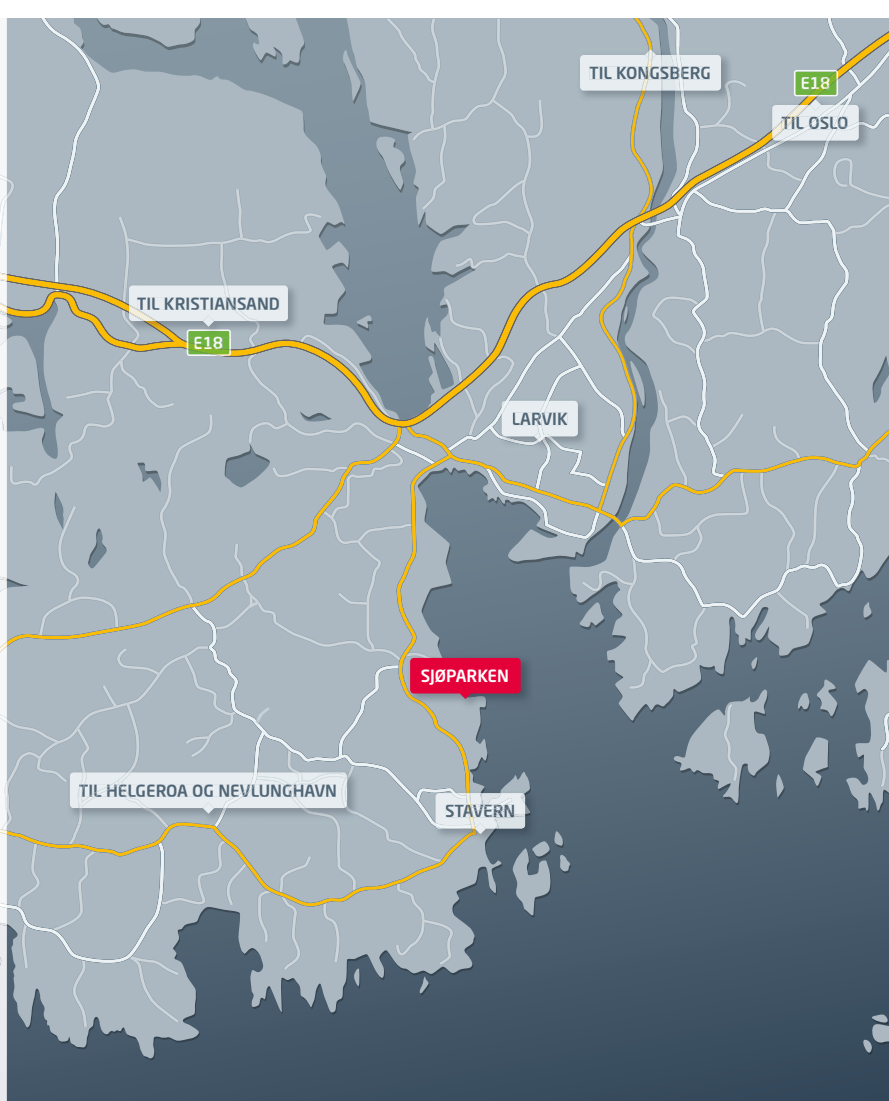 TIL KONGSBERG
E18
TIL OSLO
TIL KRISTIANSAND
E18
LARVIK
SJØPARKEN
TIL HELGEROA OG NEVLUNGHAVN
STAVERN